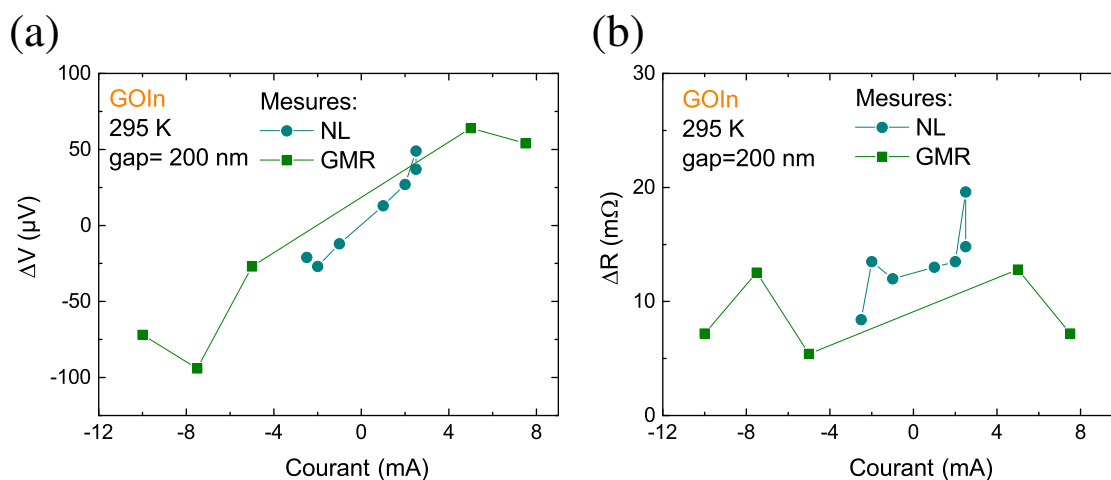 (a)
100
50
0
-50
-100
ΔV (µV)
-12
-8
-4
0
4
8
Courant (mA)
GOIn
295 K
gap= 200 nm
Mesures:
NL
GMR
(b)
30
20
10
0
ΔR (mΩ)
-12
-8
-4
0
4
8
Courant (mA)
GOIn
295 K
gap=200 nm
Mesures:
NL
GMR